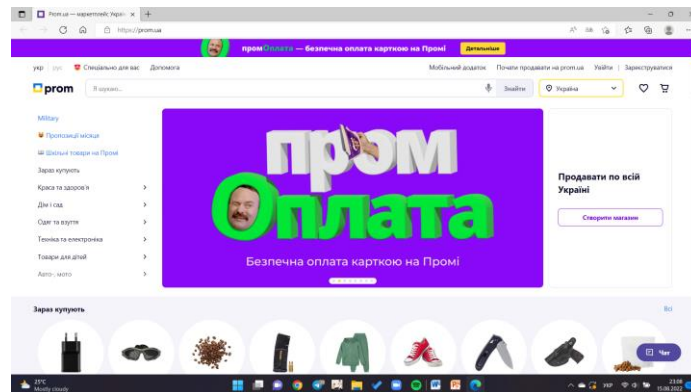 Prom.ua — маркетплейс Украї
https://prom.ua
промОплата — безпечна оплата карткою на Промі
Детальніше
укр рус Спеціально для вас Допомога
Мобільний додаток Почати продавати на prom.ua Увійти | Зареєструватися
prom
Я шукаю...
Знайти
Україна
Military
Пропозиції місяця
Шкільні товари на Промі
Зараз купують
Краса та здоров'я
Дім і сад
Одяг та взуття
Техніка та електроніка
Товари для дітей
Авто-, мото
пром
Оплата
Безпечна оплата карткою на Промі
Продавати по всій
Україні
Створити магазин
Зараз купують
Всі
Чат
25°C
Mostly cloudy
УКР
23:08
15.08.2022